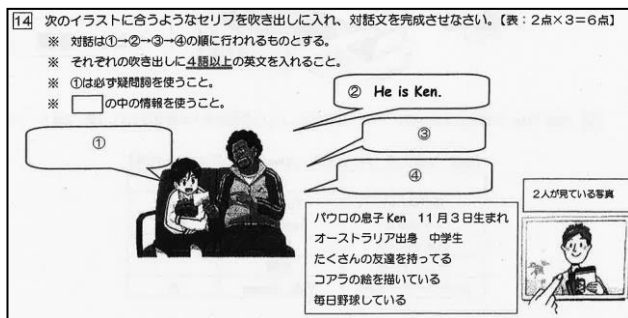 14 次のイラストに合うようなセリフを吹き出しに入れ、対話文を完成させなさい。【表:2点×3=6点】
※ 対話は①→②→③→④の順に行われるものとする。
※ それぞれの吹き出しに4語以上の英文を入れること。
※ ①は必ず疑問詞を使うこと。
※ の中の情報を使うこと。
② He is Ken.
①
③
④
2人が見ている写真
パウロの息子 Ken 11月3日生まれ
オーストラリア出身 中学生
たくさんの友達を持ってる
コアラの絵を描いている
毎日野球している